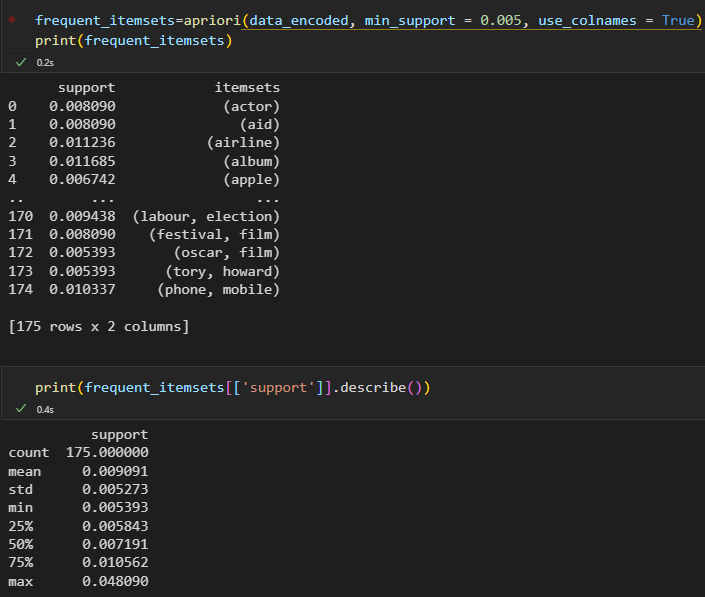 frequent_itemsets=apriori(data_encoded, min_support = 0.005, use_colnames = True)
print(frequent_itemsets)
✓ 0.2s
support itemsets
0 0.008090 (actor)
1 0.008090 (aid)
2 0.011236 (airline)
3 0.011685 (album)
4 0.006742 (apple)
.. ... ...
170 0.009438 (labour, election)
171 0.008090 (festival, film)
172 0.005393 (oscar, film)
173 0.005393 (tory, howard)
174 0.010337 (phone, mobile)
[175 rows x 2 columns]
print(frequent_itemsets[['support']].describe())
✓ 0.4s
support
count 175.000000
mean 0.009091
std 0.005273
min 0.005393
25% 0.005843
50% 0.007191
75% 0.010562
max 0.048090